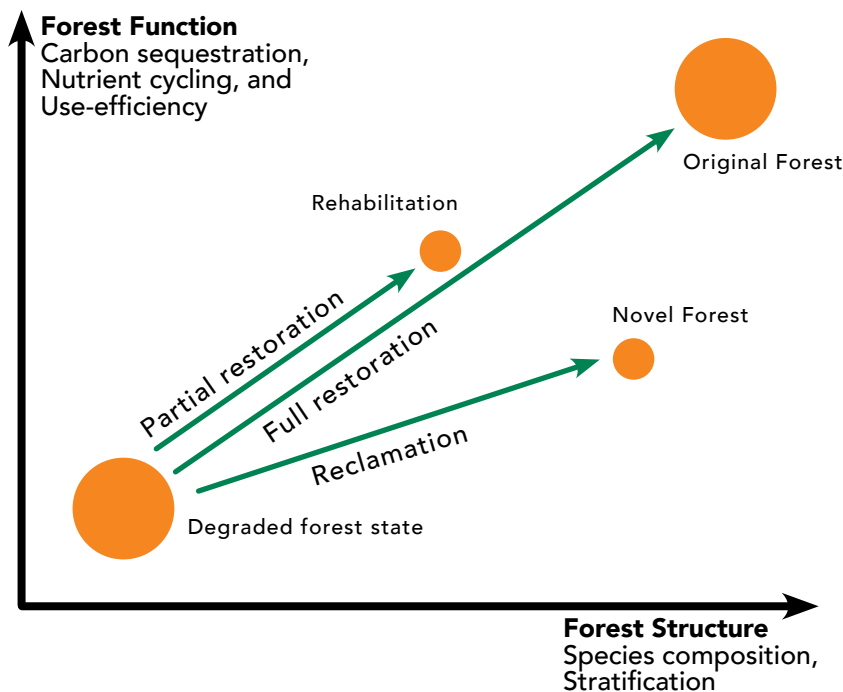 Forest Function
Carbon sequestration,
Nutrient cycling, and
Use-efficiency
Original Forest
Rehabilitation
Novel Forest
Partial restoration
Full restoration
Reclamation
Degraded forest state
Forest Structure
Species composition,
Stratification